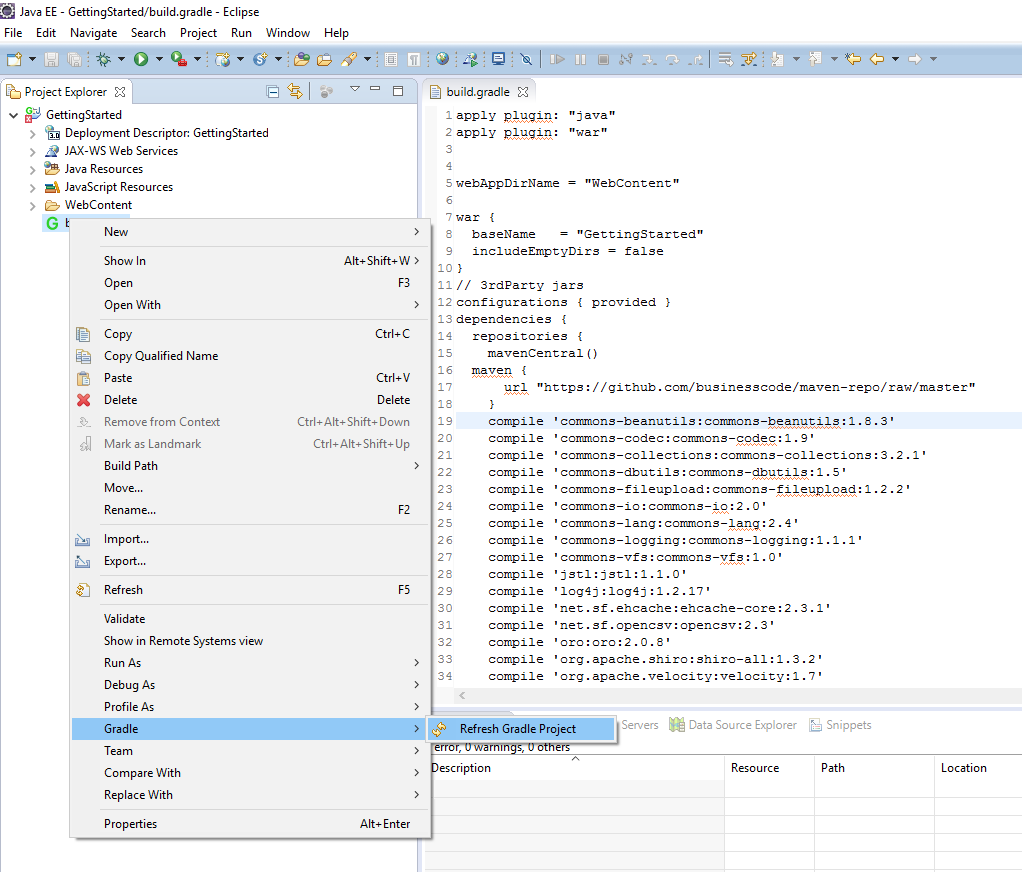 Java EE - GettingStarted/build.gradle - Eclipse
File Edit Navigate Search Project Run Window Help
Project Explorer
GettingStarted
Deployment Descriptor: GettingStarted
JAX-WS Web Services
Java Resources
JavaScript Resources
WebContent
New
Show In Alt+Shift+W
Open F3
Open With
Copy Ctrl+C
Copy Qualified Name
Paste Ctrl+V
Delete Delete
Remove from Context Ctrl+Alt+Shift+Down
Mark as Landmark Ctrl+Alt+Shift+Up
Build Path
Move...
Rename... F2
Import...
Export...
Refresh F5
Validate
Show in Remote Systems view
Run As
Debug As
Profile As
Gradle
Team
Compare With
Replace With
Properties Alt+Enter
Refresh Gradle Project
build.gradle
1 apply plugin: "java"
2 apply plugin: "war"
3
4
5 webAppDirName = "WebContent"
6
7 war {
8 baseName = "GettingStarted"
9 includeEmptyDirs = false
10 }
11 // 3rdParty jars
12 configurations { provided }
13 dependencies {
14 repositories {
15 mavenCentral()
16 maven {
17 url "https://github.com/businesscode/maven-repo/raw/master"
18 }
19 compile 'commons-beanutils:commons-beanutils:1.8.3'
20 compile 'commons-codec:commons-codec:1.9'
21 compile 'commons-collections:commons-collections:3.2.1'
22 compile 'commons-dbutils:commons-dbutils:1.5'
23 compile 'commons-fileupload:commons-fileupload:1.2.2'
24 compile 'commons-io:commons-io:2.0'
25 compile 'commons-lang:commons-lang:2.4'
26 compile 'commons-logging:commons-logging:1.1.1'
27 compile 'commons-vfs:commons-vfs:1.0'
28 compile 'jstl:jstl:1.1.0'
29 compile 'log4j:log4j:1.2.17'
30 compile 'net.sf.ehcache:ehcache-core:2.3.1'
31 compile 'net.sf.opencsv:opencsv:2.3'
32 compile 'oro:oro:2.0.8'
33 compile 'org.apache.shiro:shiro-all:1.3.2'
34 compile 'org.apache.velocity:velocity:1.7'
Servers Data Source Explorer Snippets
error, 0 warnings, 0 others
Description Resource Path Location